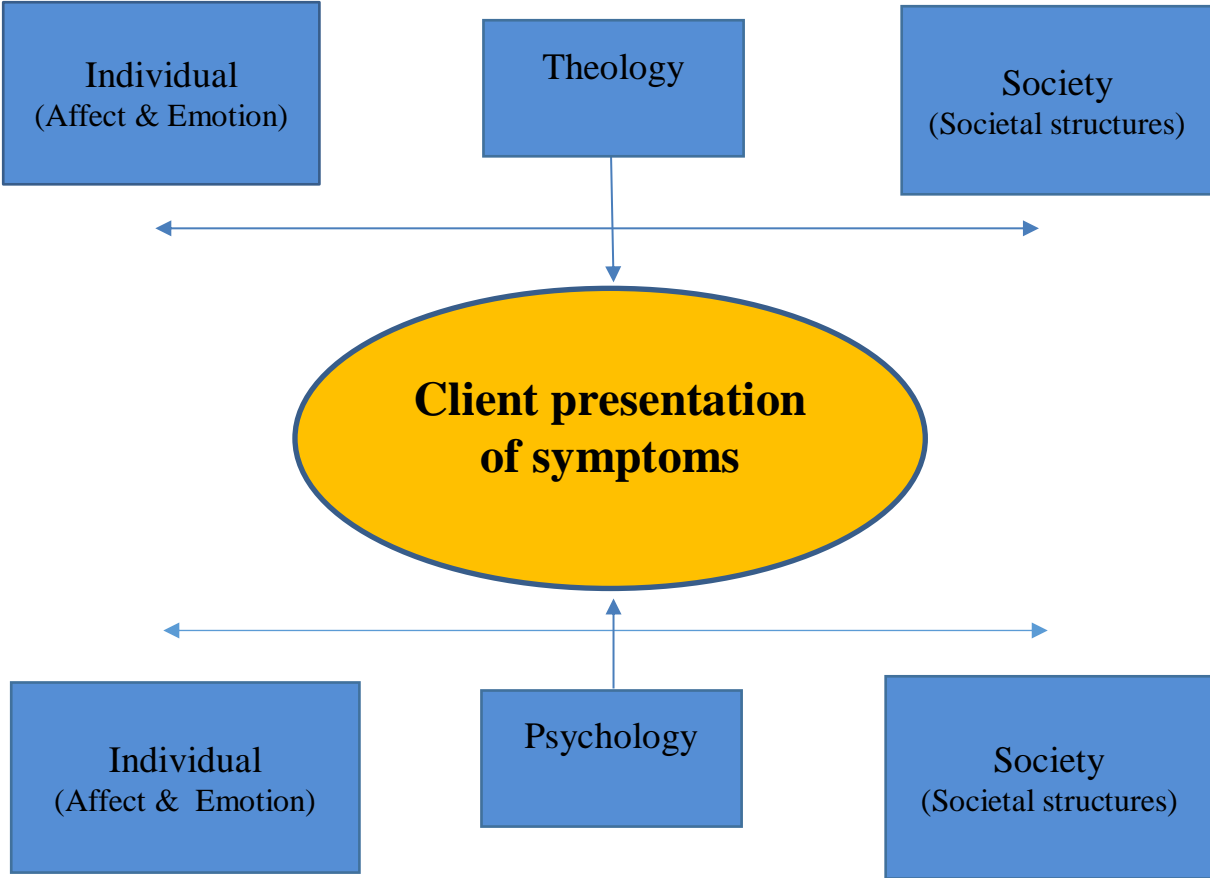 Individual
(Affect & Emotion)
Theology
Society
(Societal structures)
Client presentation
of symptoms
Individual
(Affect &  Emotion)
Psychology
Society
(Societal structures)